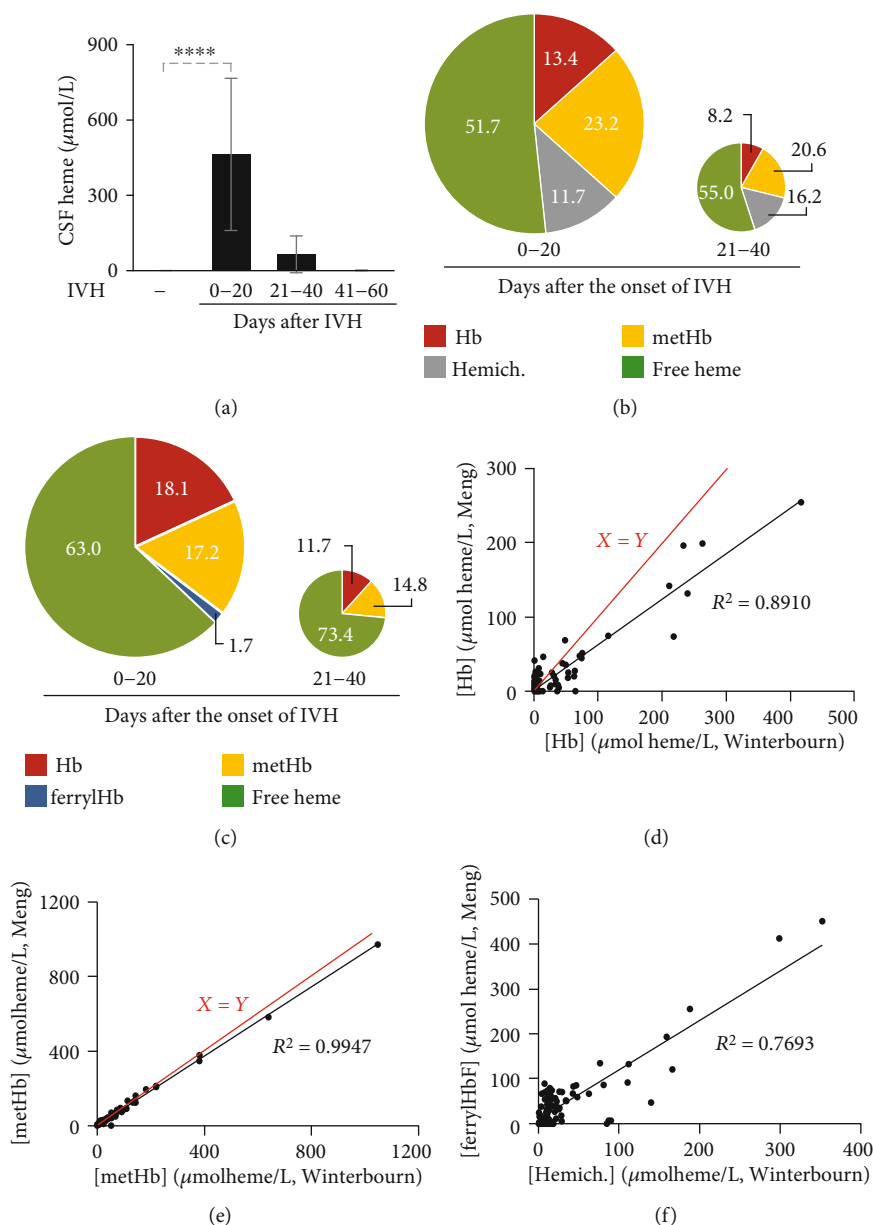 900
600
300
0
CSF heme (μmol/L)
****
IVH
– 0–20 21–40 41–60
Days after IVH
(a)
13.4
23.2
11.7
51.7
8.2
20.6
16.2
55.0
0–20 21–40
Days after the onset of IVH
Hb metHb
Hemich. Free heme
(b)
18.1
17.2
1.7
63.0
11.7
14.8
73.4
0–20 21–40
Days after the onset of IVH
Hb metHb
ferrylHb Free heme
(c)
300
200
100
0
[Hb] (μmol heme/L, Meng)
X = Y
R² = 0.8910
0 100 200 300 400 500
[Hb] (μmol heme/L, Winterbourn)
(d)
1200
800
400
0
[metHb] (μmolheme/L, Meng)
X = Y
R² = 0.9947
0 400 800 1200
[metHb] (μmolheme/L, Winterbourn)
(e)
500
400
300
200
100
0
[ferrylHbF] (μmol heme/L, Meng)
R² = 0.7693
0 100 200 300 400
[Hemich.] (μmolheme/L, Winterbourn)
(f)